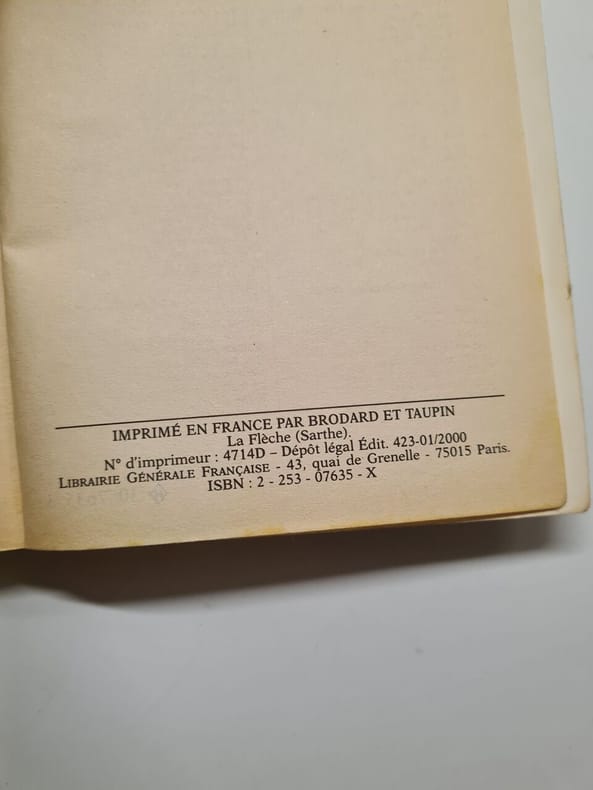 IMPRIMÉ EN FRANCE PAR BRODARD ET TAUPIN
La Flèche (Sarthe).
N° d'imprimeur : 4714D – Dépôt légal Édit. 423-01/2000
LIBRAIRIE GÉNÉRALE FRANÇAISE - 43, quai de Grenelle - 75015 Paris.
ISBN : 2 - 253 - 07635 - X